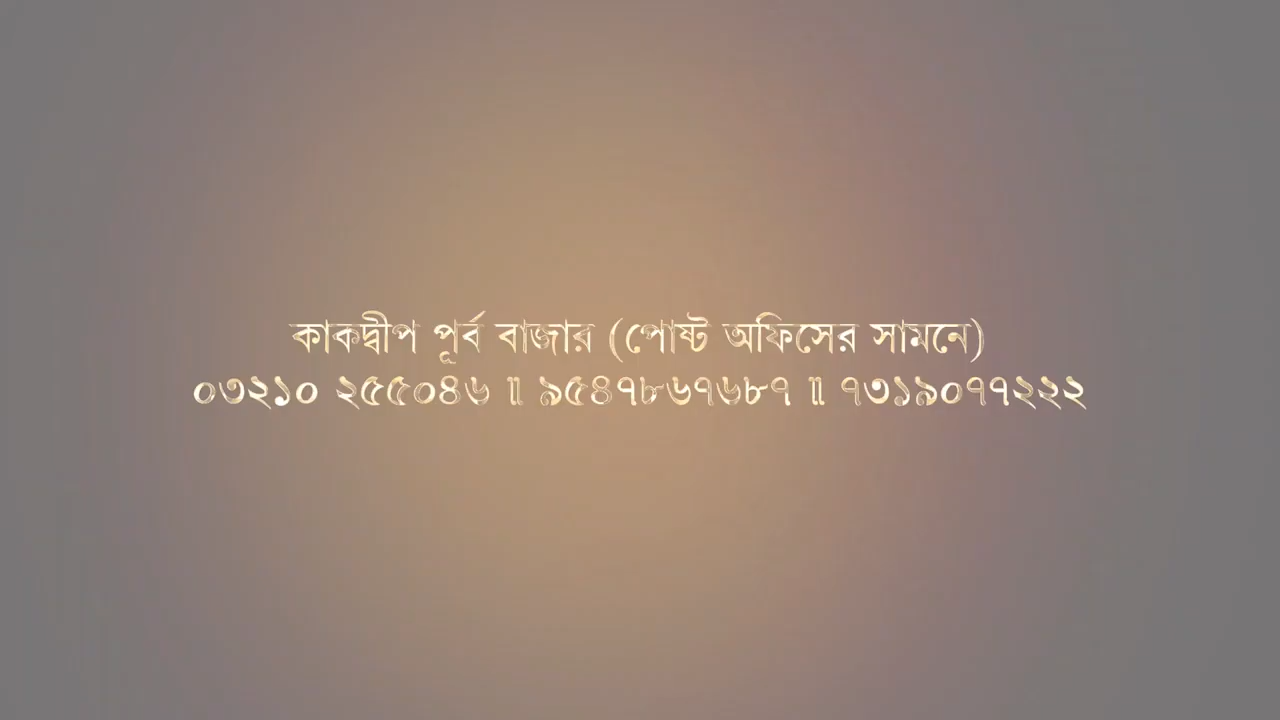 কাকদ্বীপ পূর্ব বাজার (পোষ্ট অফিসের সামনে)
০৩২১০ ২৫৫০৪৬ ॥ ৯৫৪৭৮৬৭৬৮৭ ॥ ৭৩১৯০৭৭২২২